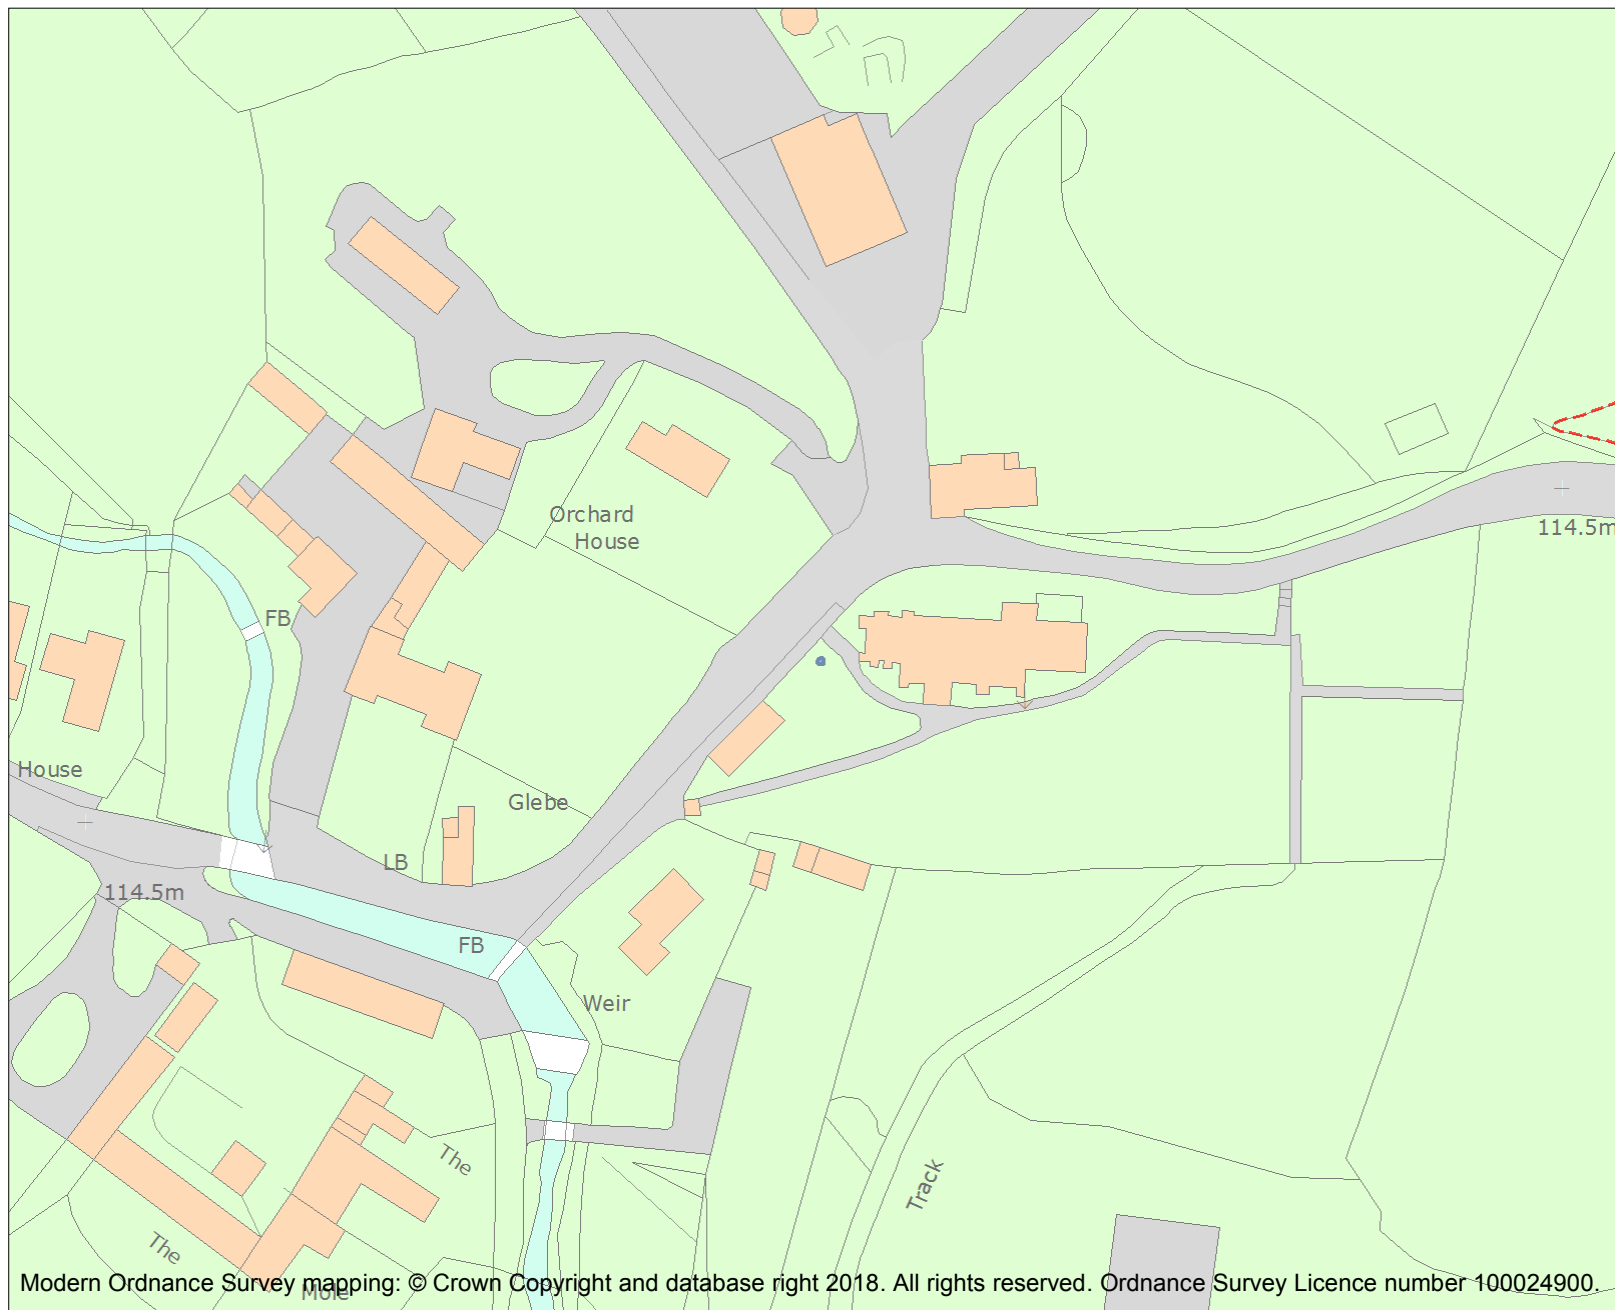 Orchard
House
114.5m
FB
House
Glebe
LB
114.5m
FB
Weir
The
Track
The
Mole
Modern Ordnance Survey mapping: © Crown Copyright and database right 2018. All rights reserved. Ordnance Survey Licence number 100024900.